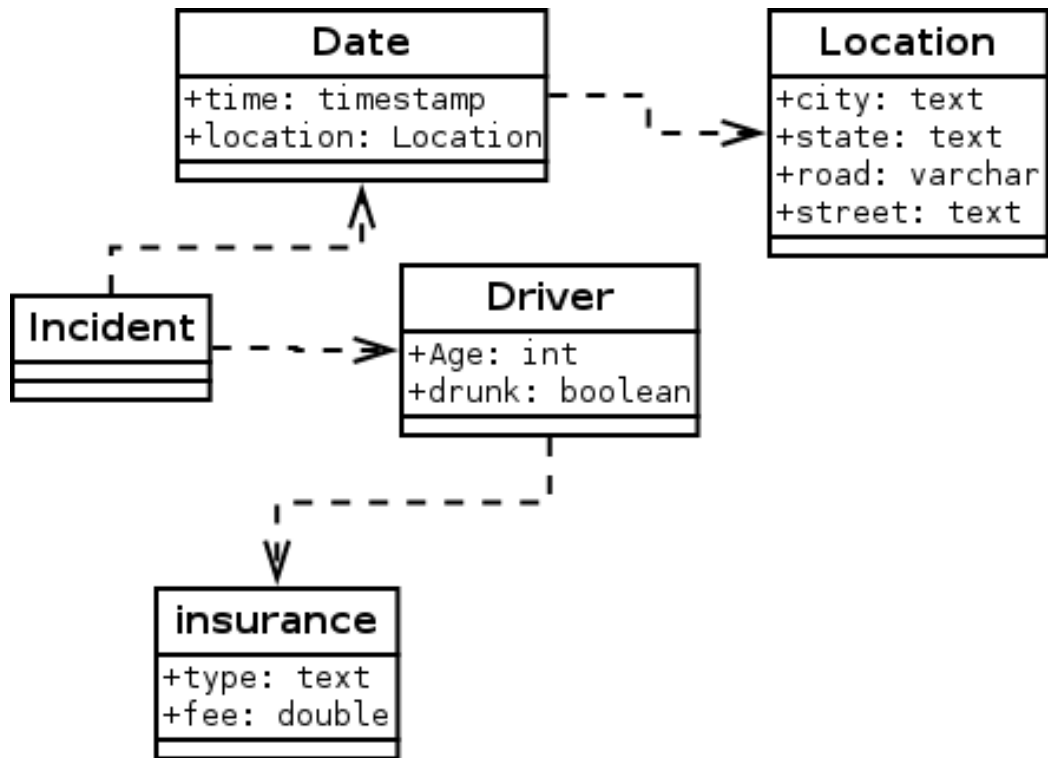 Date
+time: timestamp
+location: Location
Location
+city: text
+state: text
+road: varchar
+street: text
Incident
Driver
+Age: int
+drunk: boolean
insurance
+type: text
+fee: double